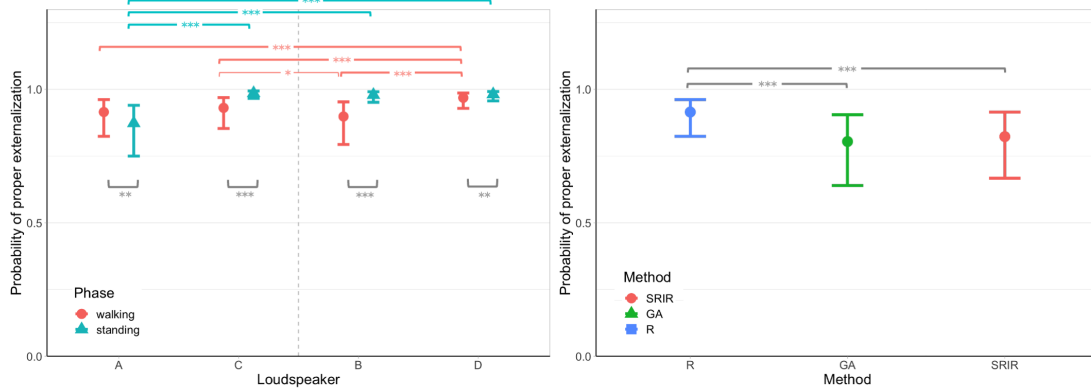 ***
***
***
***
***
*
***
1.0
0.5
0.0
Probability of proper externalization
**
***
***
**
Phase
walking
standing
A
C
B
D
Loudspeaker
***
***
1.0
0.5
0.0
Probability of proper externalization
Method
SRIR
GA
R
R
GA
SRIR
Method